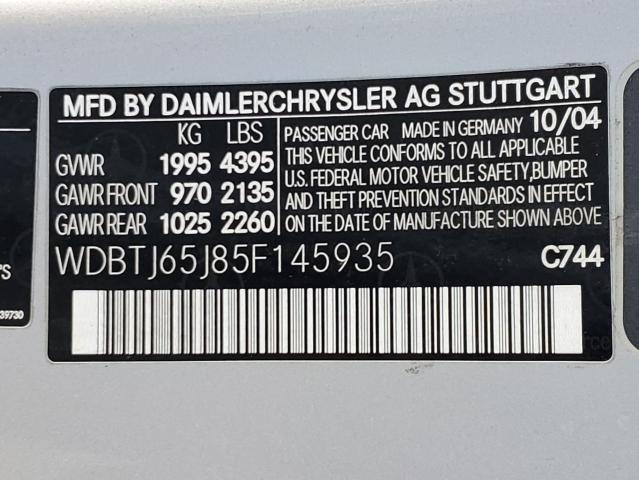 MFD BY DAIMLERCHRYSLER AG STUTTGART
KG LBS
GVWR 1995 4395
GAWR FRONT 970 2135
GAWR REAR 1025 2260
PASSENGER CAR MADE IN GERMANY 10/04
THIS VEHICLE CONFORMS TO ALL APPLICABLE
U.S. FEDERAL MOTOR VEHICLE SAFETY,BUMPER
AND THEFT PREVENTION STANDARDS IN EFFECT
ON THE DATE OF MANUFACTURE SHOWN ABOVE
WDBTJ65J85F145935 C744
'S
39730